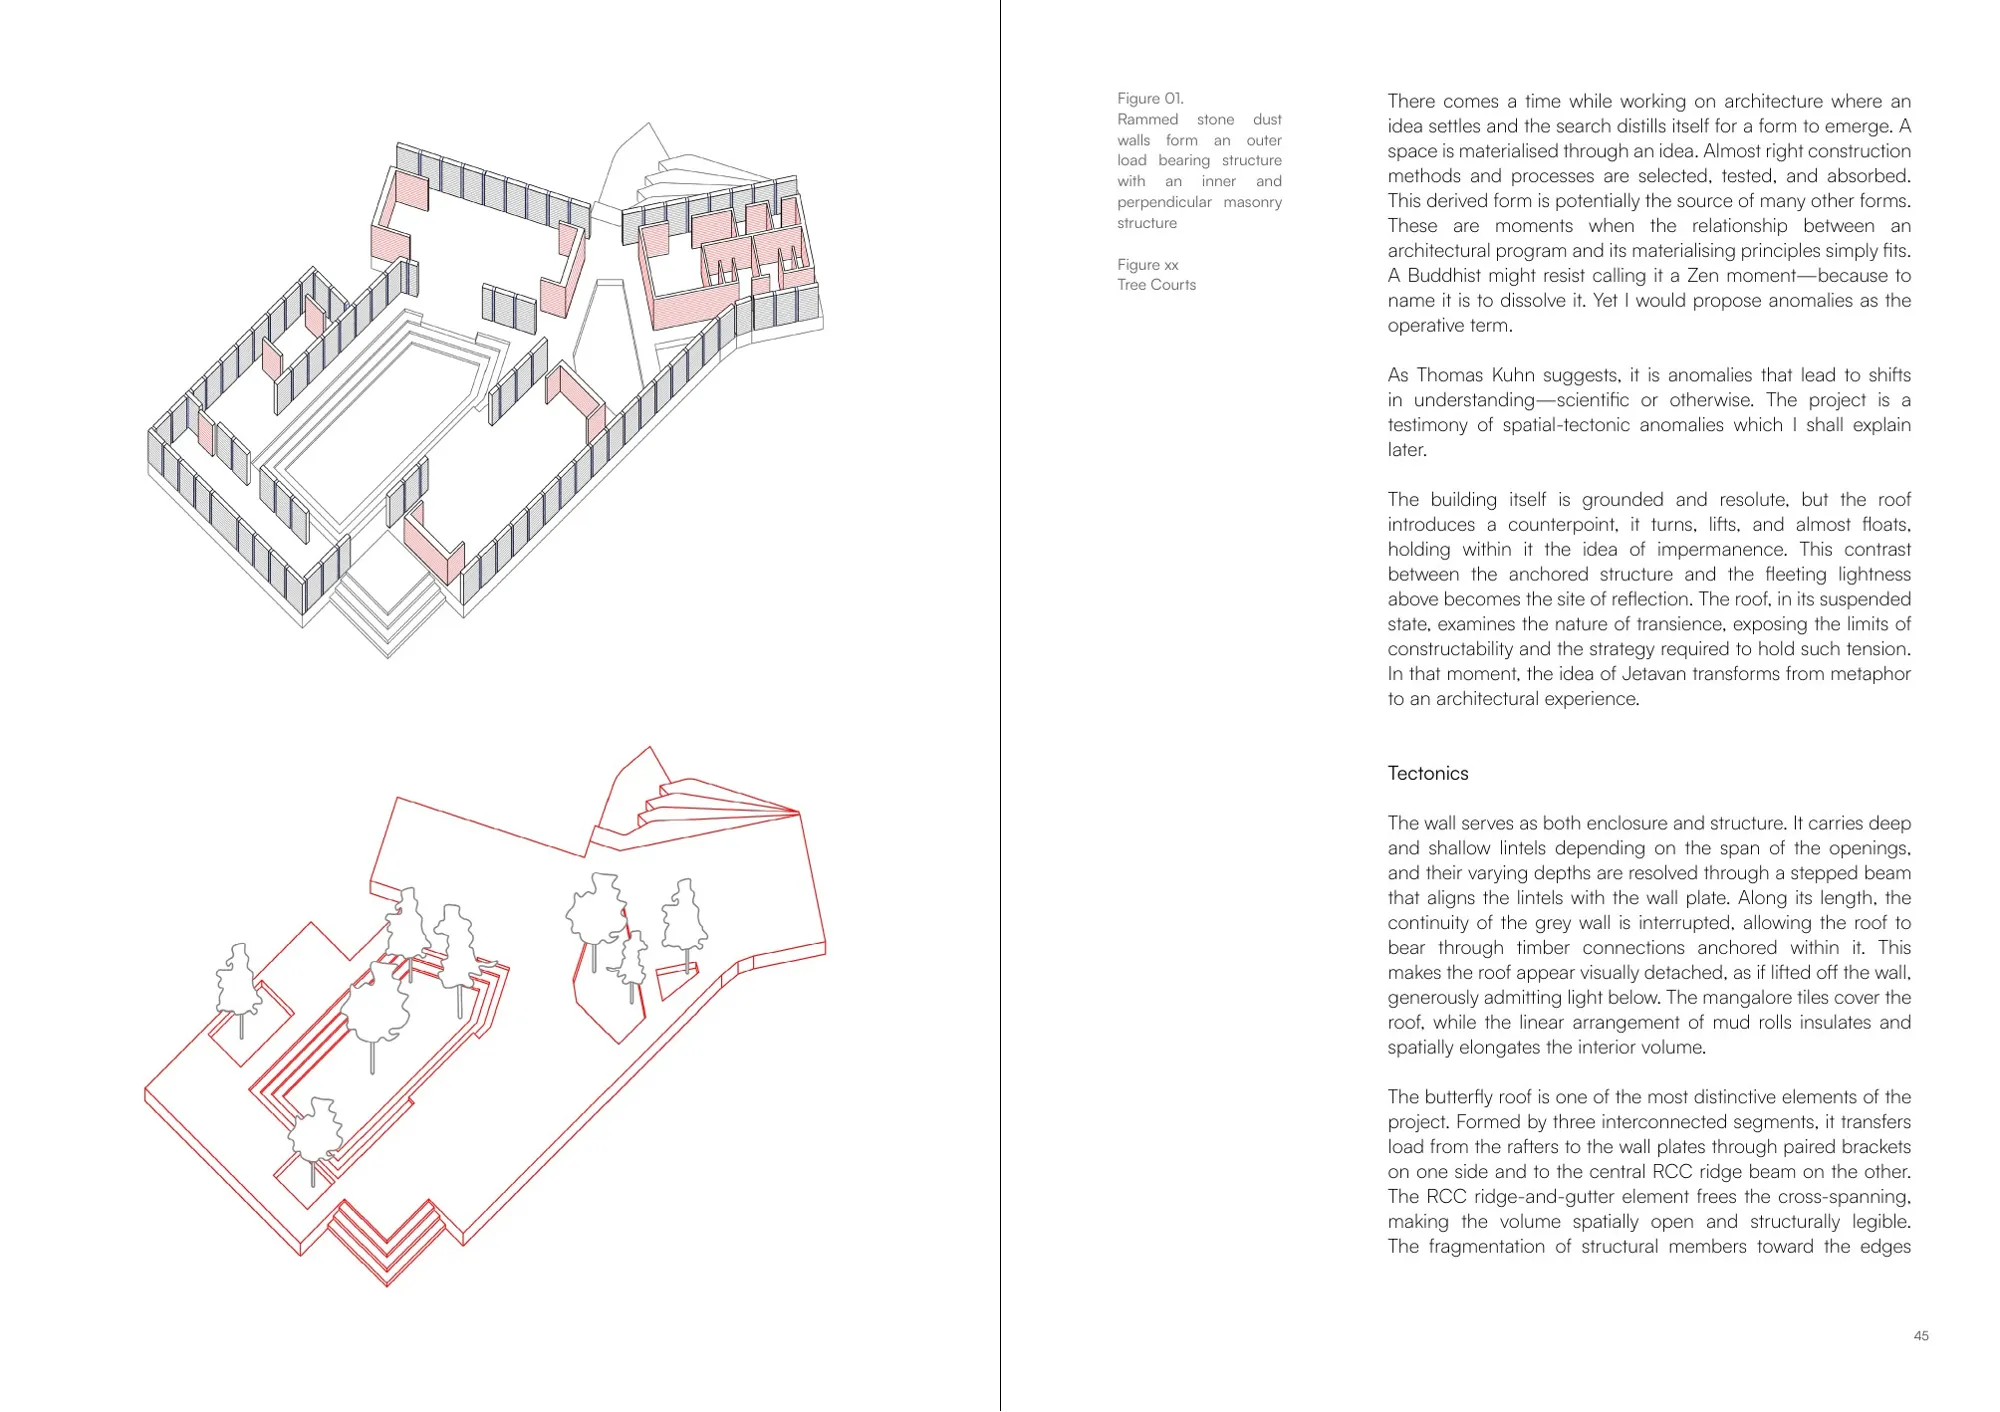 Figure 01.
Rammed stone dust
walls form an outer
load bearing structure
with an inner and
perpendicular masonry
structure
Figure xx
Tree Courts
There comes a time while working on architecture where an
idea settles and the search distills itself for a form to emerge. A
space is materialised through an idea. Almost right construction
methods and processes are selected, tested, and absorbed.
This derived form is potentially the source of many other forms.
These are moments when the relationship between an
architectural program and its materialising principles simply fits.
A Buddhist might resist calling it a Zen moment—because to
name it is to dissolve it. Yet I would propose anomalies as the
operative term.
As Thomas Kuhn suggests, it is anomalies that lead to shifts
in understanding—scientific or otherwise. The project is a
testimony of spatial-tectonic anomalies which I shall explain
later.
The building itself is grounded and resolute, but the roof
introduces a counterpoint, it turns, lifts, and almost floats,
holding within it the idea of impermanence. This contrast
between the anchored structure and the fleeting lightness
above becomes the site of reflection. The roof, in its suspended
state, examines the nature of transience, exposing the limits of
constructability and the strategy required to hold such tension.
In that moment, the idea of Jetavan transforms from metaphor
to an architectural experience.
Tectonics
The wall serves as both enclosure and structure. It carries deep
and shallow lintels depending on the span of the openings,
and their varying depths are resolved through a stepped beam
that aligns the lintels with the wall plate. Along its length, the
continuity of the grey wall is interrupted, allowing the roof to
bear through timber connections anchored within it. This
makes the roof appear visually detached, as if lifted off the wall,
generously admitting light below. The mangalore tiles cover the
roof, while the linear arrangement of mud rolls insulates and
spatially elongates the interior volume.
The butterfly roof is one of the most distinctive elements of the
project. Formed by three interconnected segments, it transfers
load from the rafters to the wall plates through paired brackets
on one side and to the central RCC ridge beam on the other.
The RCC ridge-and-gutter element frees the cross-spanning,
making the volume spatially open and structurally legible.
The fragmentation of structural members toward the edges
45